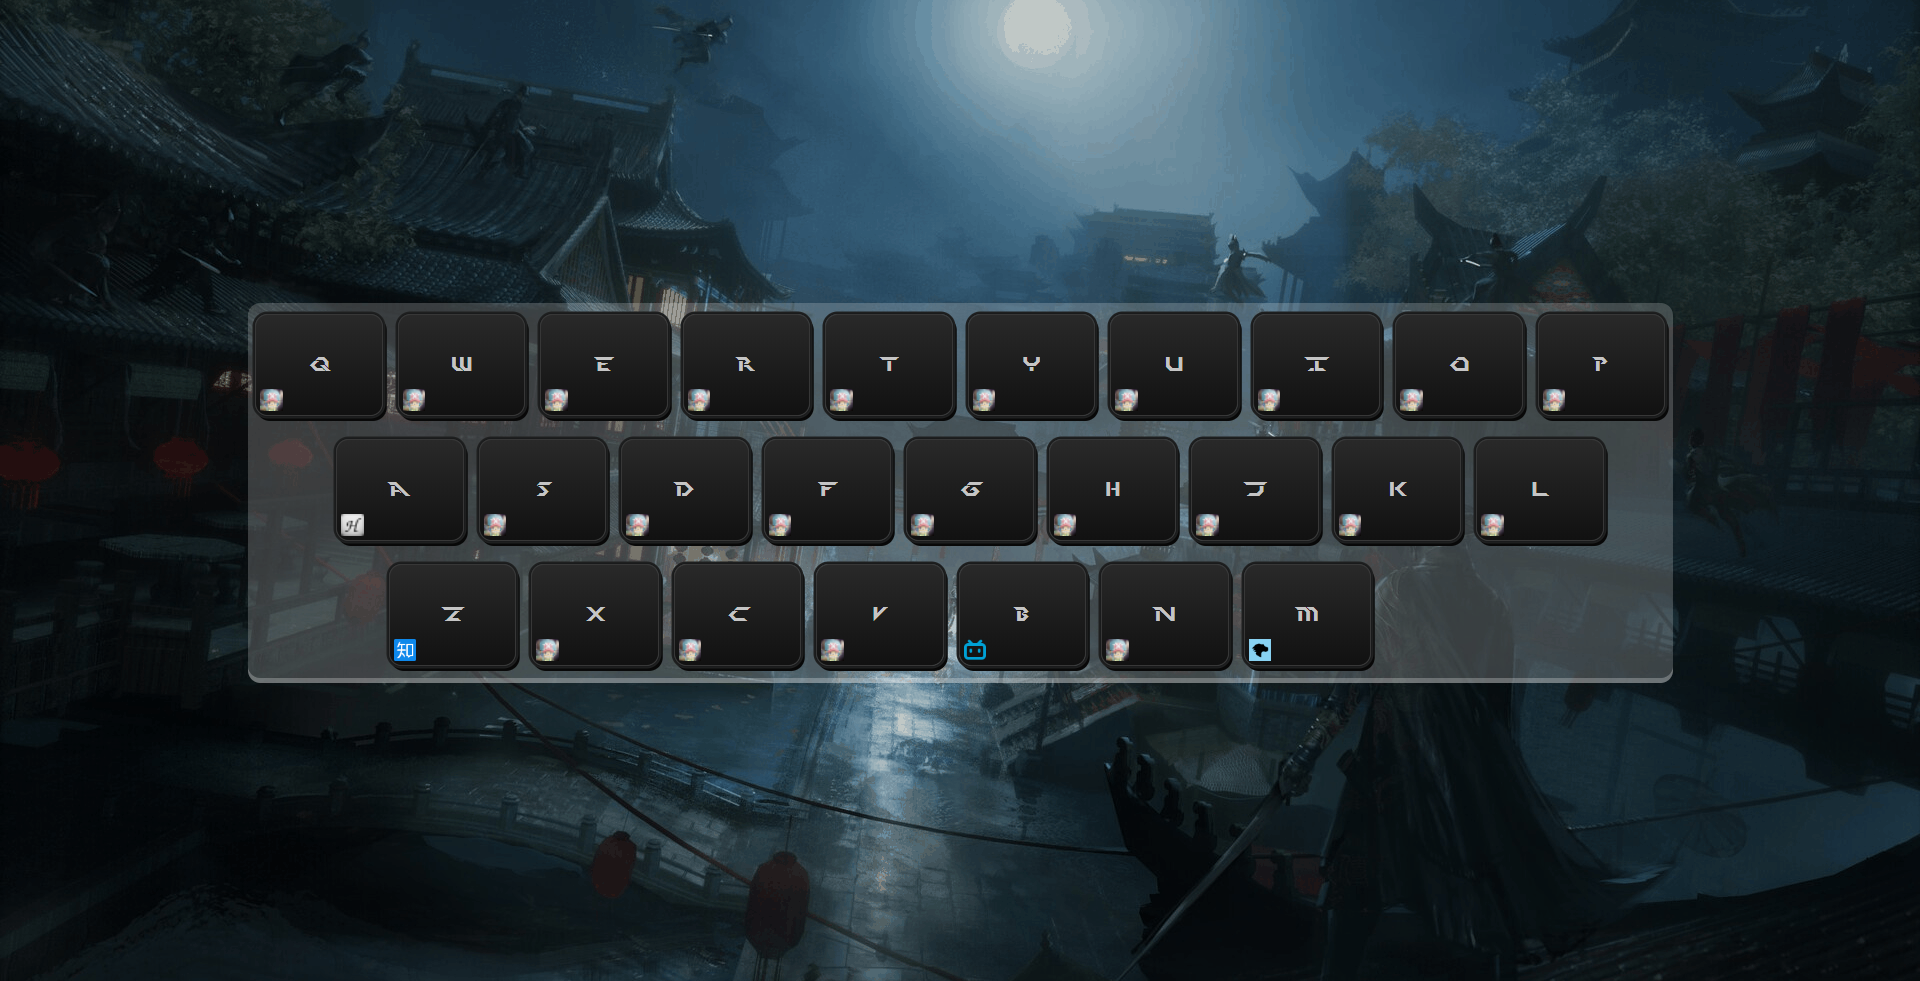 Q W E R T Y U I O P
A S D F G H J K L
H
Z X C V B N M
知